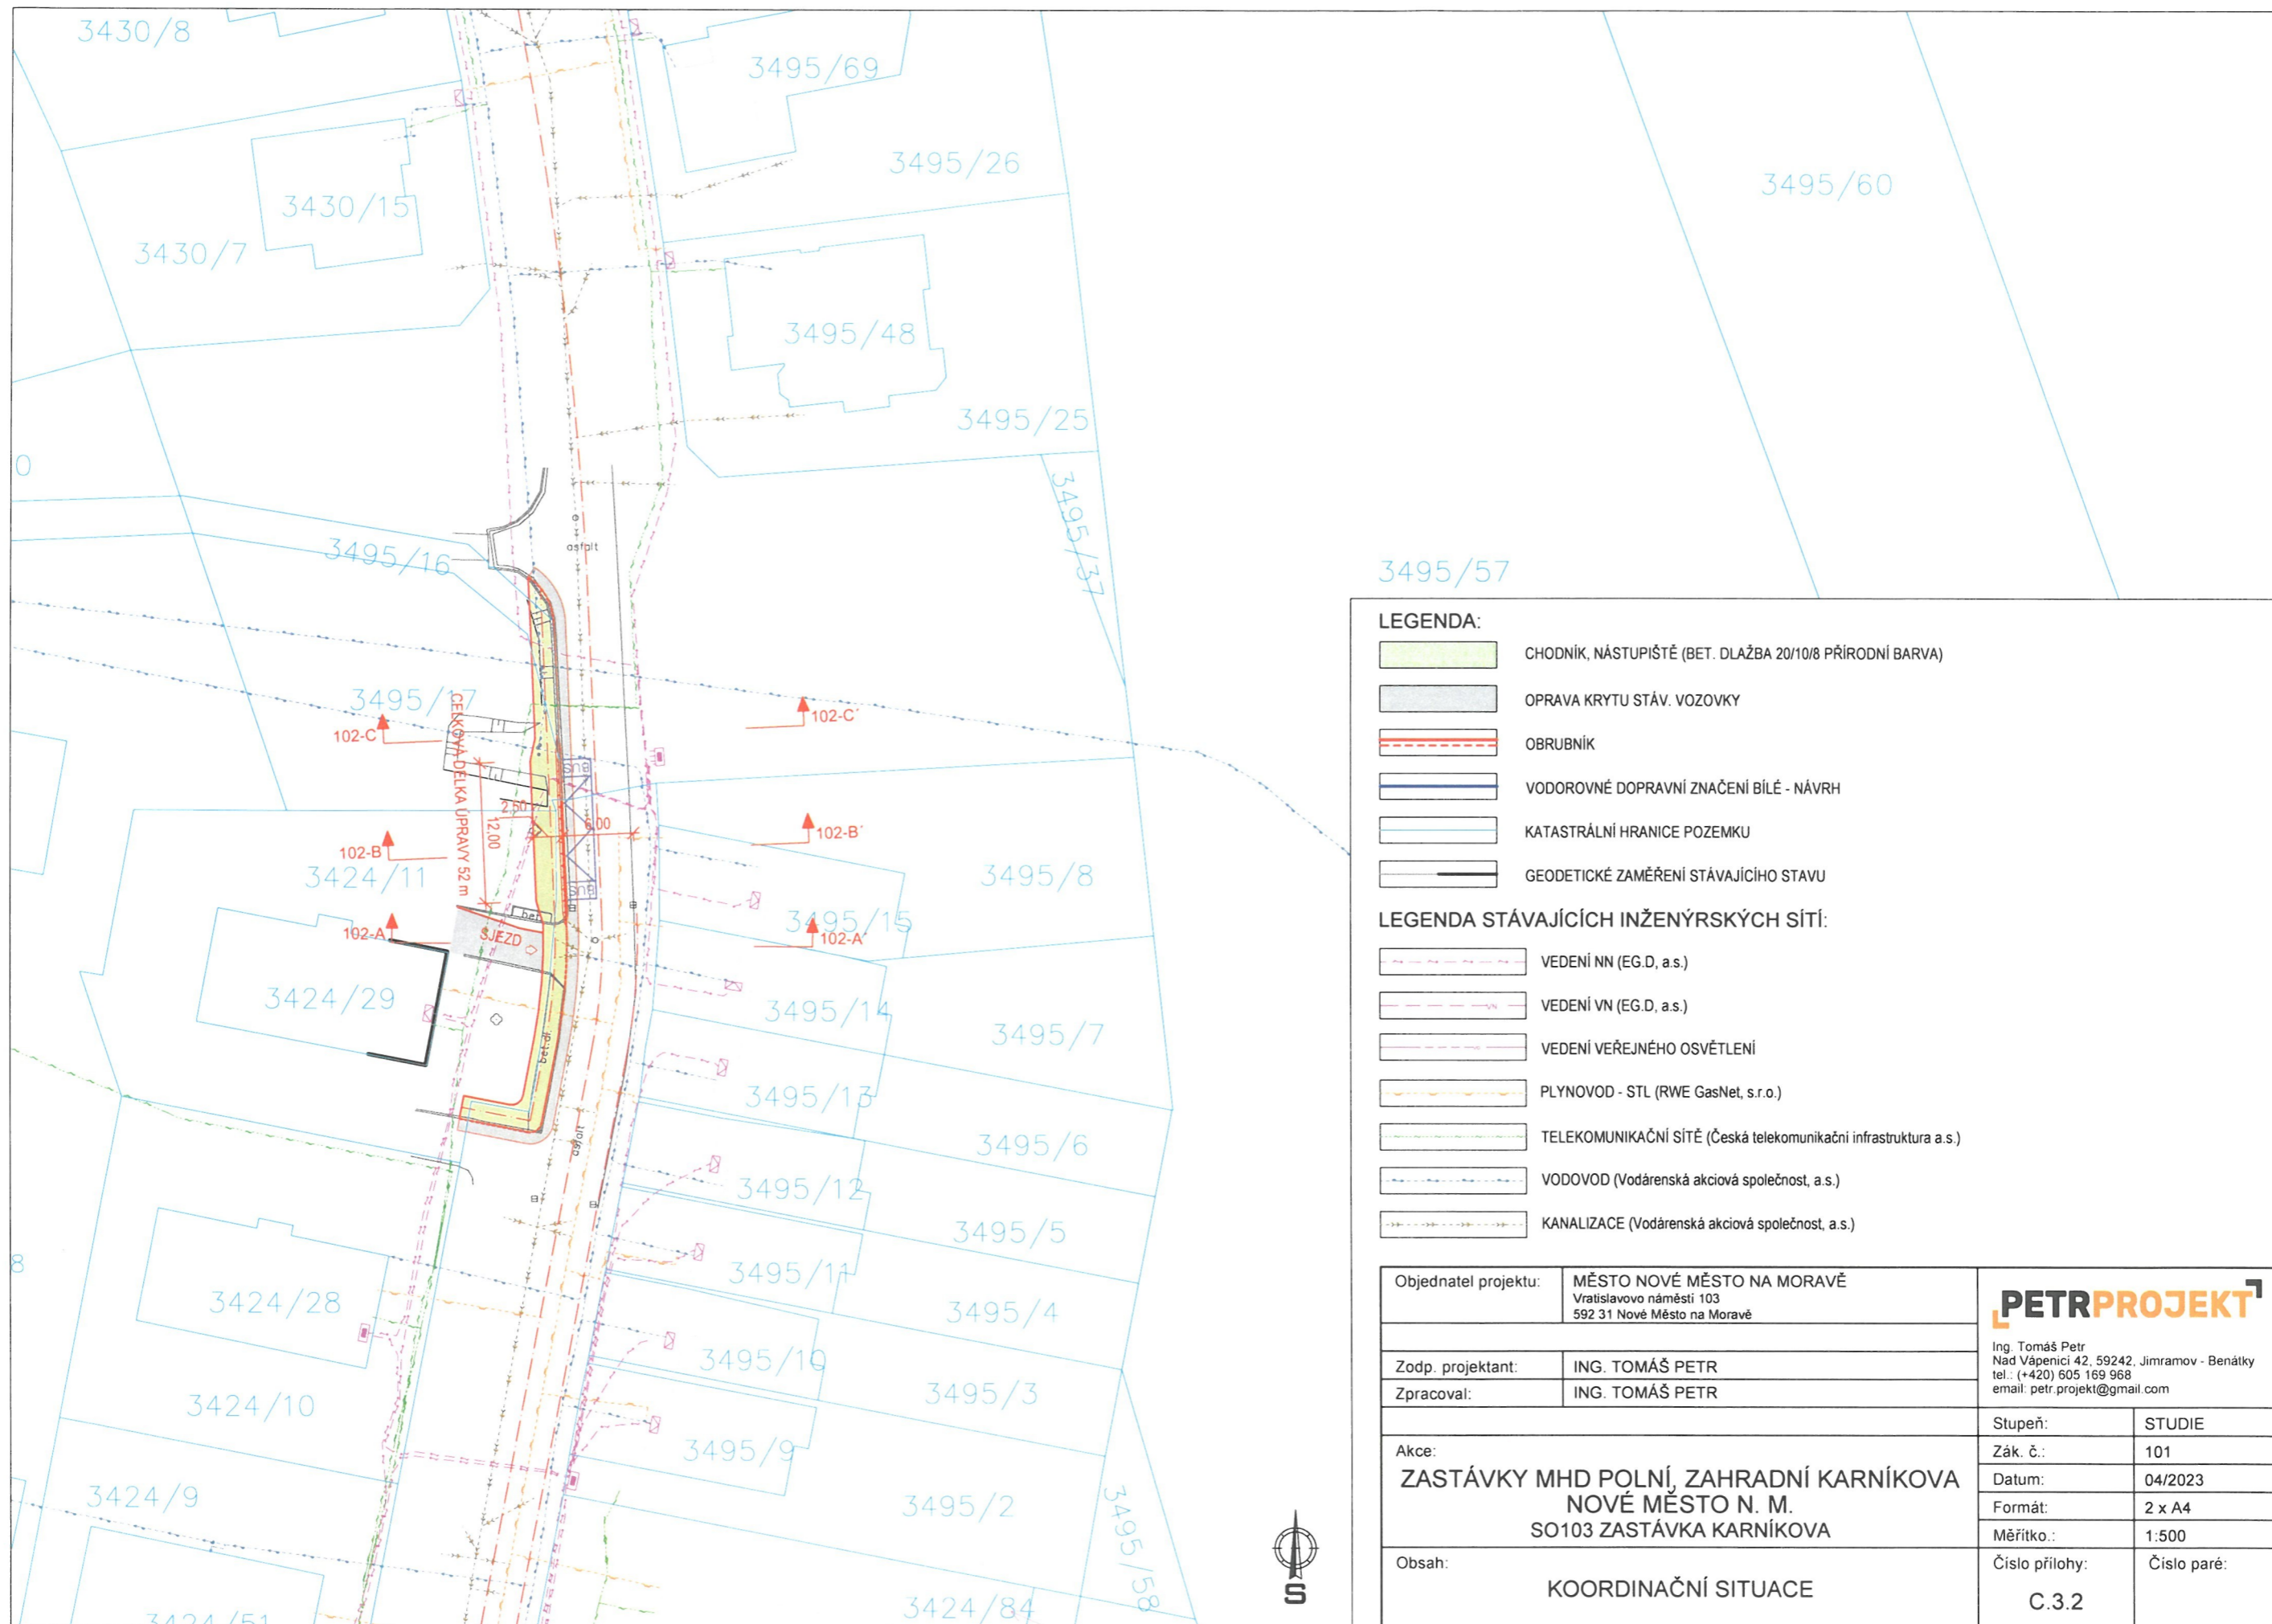 3430/8
3495/69
3495/26
3495/60
3430/15
3430/7
3495/48
3495/25
0
3495/37
asfalt
3495/16
3495/57
3495/17
CELKOVÁ DÉLKA ÚPRAVY 52 m
102-C
102-C´
BUS
2.50
12.00
6.00
102-B
102-B´
3424/11
3495/8
BUS
bet.
3495/15
102-A
102-A´
SJEZD
3424/29
3495/14
3495/7
bet.dl.
3495/13
asfalt
3495/6
3495/12
3495/5
8
3495/11
3424/28
3495/4
3495/10
3495/3
3424/10
3495/9
3424/9
3495/2
3495/58
3424/84
3424/51
S
LEGENDA:
CHODNÍK, NÁSTUPIŠTĚ (BET. DLAŽBA 20/10/8 PŘÍRODNÍ BARVA)
OPRAVA KRYTU STÁV. VOZOVKY
OBRUBNÍK
VODOROVNÉ DOPRAVNÍ ZNAČENÍ BÍLÉ - NÁVRH
KATASTRÁLNÍ HRANICE POZEMKU
GEODETICKÉ ZAMĚŘENÍ STÁVAJÍCÍHO STAVU
LEGENDA STÁVAJÍCÍCH INŽENÝRSKÝCH SÍTÍ:
VEDENÍ NN (EG.D, a.s.)
VEDENÍ VN (EG.D, a.s.)
VEDENÍ VEŘEJNÉHO OSVĚTLENÍ
PLYNOVOD - STL (RWE GasNet, s.r.o.)
TELEKOMUNIKAČNÍ SÍTĚ (Česká telekomunikační infrastruktura a.s.)
VODOVOD (Vodárenská akciová společnost, a.s.)
KANALIZACE (Vodárenská akciová společnost, a.s.)
Objednatel projektu:
MĚSTO NOVÉ MĚSTO NA MORAVĚ
Vratislavovo náměstí 103
592 31 Nové Město na Moravě
PETRPROJEKT
Ing. Tomáš Petr
Nad Vápenicí 42, 59242, Jimramov - Benátky
tel.: (+420) 605 169 968
email: petr.projekt@gmail.com
Zodp. projektant: ING. TOMÁŠ PETR
Zpracoval: ING. TOMÁŠ PETR
Stupeň: STUDIE
Zák. č.: 101
Datum: 04/2023
Formát: 2 x A4
Měřítko.: 1:500
Akce:
ZASTÁVKY MHD POLNÍ, ZAHRADNÍ KARNÍKOVA
NOVÉ MĚSTO N. M.
SO103 ZASTÁVKA KARNÍKOVA
Obsah:
KOORDINAČNÍ SITUACE
Číslo přílohy:
C.3.2
Číslo paré: